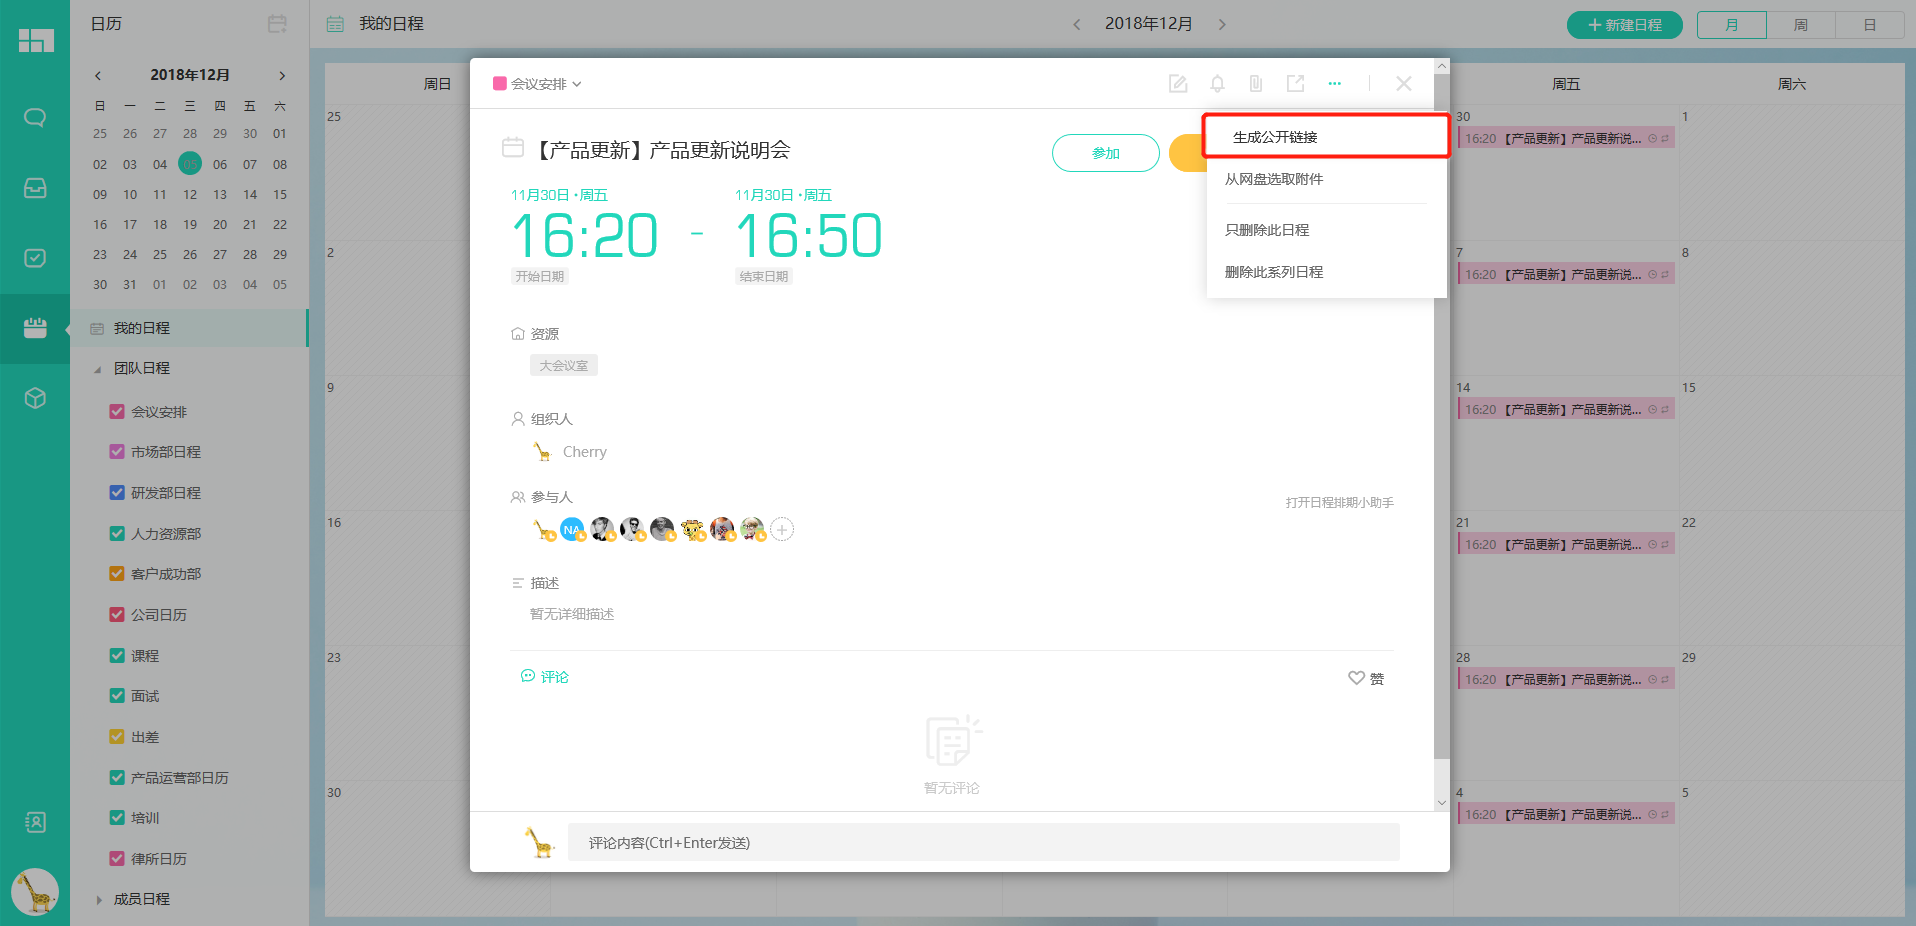 日历
2018年12月
日 一 二 三 四 五 六
25 26 27 28 29 30 01
02 03 04 05 06 07 08
09 10 11 12 13 14 15
16 17 18 19 20 21 22
23 24 25 26 27 28 29
30 31 01 02 03 04 05
我的日程
团队日程
会议安排
市场部日程
研发部日程
人力资源部
客户成功部
公司日历
课程
面试
出差
产品运营部日历
培训
律所日历
成员日程
我的日程
2018年12月
新建日程
月 周 日
周日
周五
周六
25
2
9
16
23
30
会议安排
【产品更新】产品更新说明会
参加
11月30日·周五
16:20
开始日期
-
11月30日·周五
16:50
结束日期
生成公开链接
从网盘选取附件
只删除此日程
删除此系列日程
资源
大会议室
组织人
Cherry
参与人
打开日程排期小助手
NA
描述
暂无详细描述
评论
赞
暂无评论
评论内容(Ctrl+Enter发送)
30
16:20 【产品更新】产品更新说...
1
7
16:20 【产品更新】产品更新说...
8
14
16:20 【产品更新】产品更新说...
15
21
16:20 【产品更新】产品更新说...
22
28
16:20 【产品更新】产品更新说...
29
4
16:20 【产品更新】产品更新说...
5